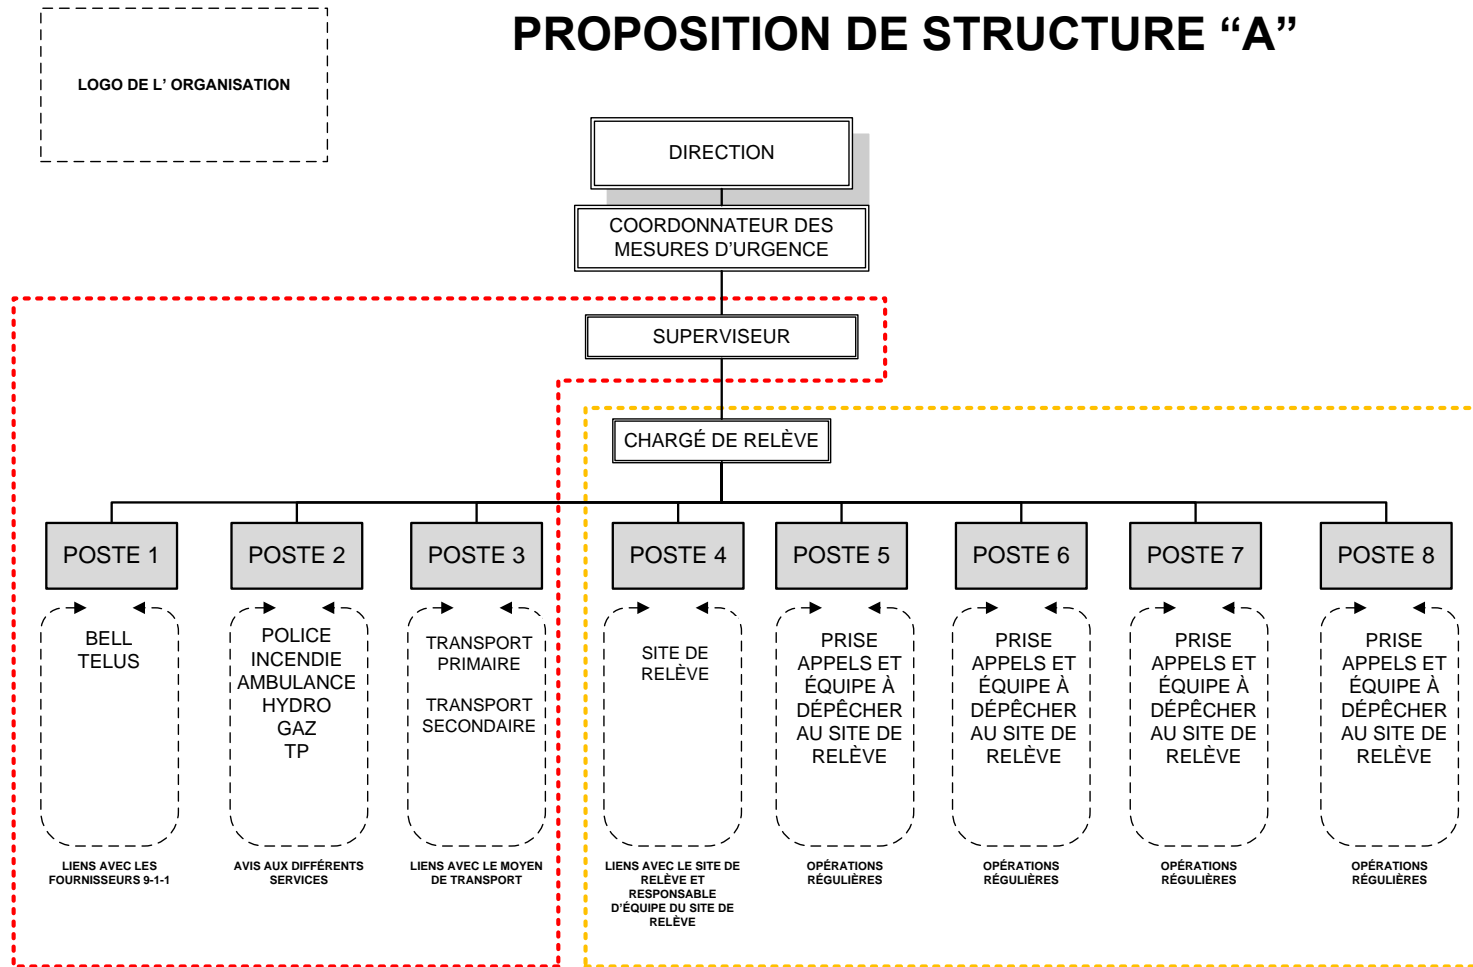 PROPOSITION DE STRUCTURE “A”
LOGO DE L’ ORGANISATION
DIRECTION
COORDONNATEUR DES
MESURES D’URGENCE
SUPERVISEUR
CHARGÉ DE RELÈVE
POSTE 1
POSTE 2
POSTE 3
POSTE 4
POSTE 5
POSTE 6
POSTE 7
POSTE 8
BELL
TELUS
POLICE
INCENDIE
AMBULANCE
HYDRO
GAZ
TP
TRANSPORT
PRIMAIRE
TRANSPORT
SECONDAIRE
SITE DE
RELÈVE
PRISE
APPELS ET
ÉQUIPE À
DÉPÊCHER
AU SITE DE
RELÈVE
PRISE
APPELS ET
ÉQUIPE À
DÉPÊCHER
AU SITE DE
RELÈVE
PRISE
APPELS ET
ÉQUIPE À
DÉPÊCHER
AU SITE DE
RELÈVE
PRISE
APPELS ET
ÉQUIPE À
DÉPÊCHER
AU SITE DE
RELÈVE
LIENS AVEC LES
FOURNISSEURS 9-1-1
AVIS AUX DIFFÉRENTS
SERVICES
LIENS AVEC LE MOYEN
DE TRANSPORT
LIENS AVEC LE SITE DE
RELÈVE ET
RESPONSABLE
D’ÉQUIPE DU SITE DE
RELÈVE
OPÉRATIONS
RÉGULIÈRES
OPÉRATIONS
RÉGULIÈRES
OPÉRATIONS
RÉGULIÈRES
OPÉRATIONS
RÉGULIÈRES